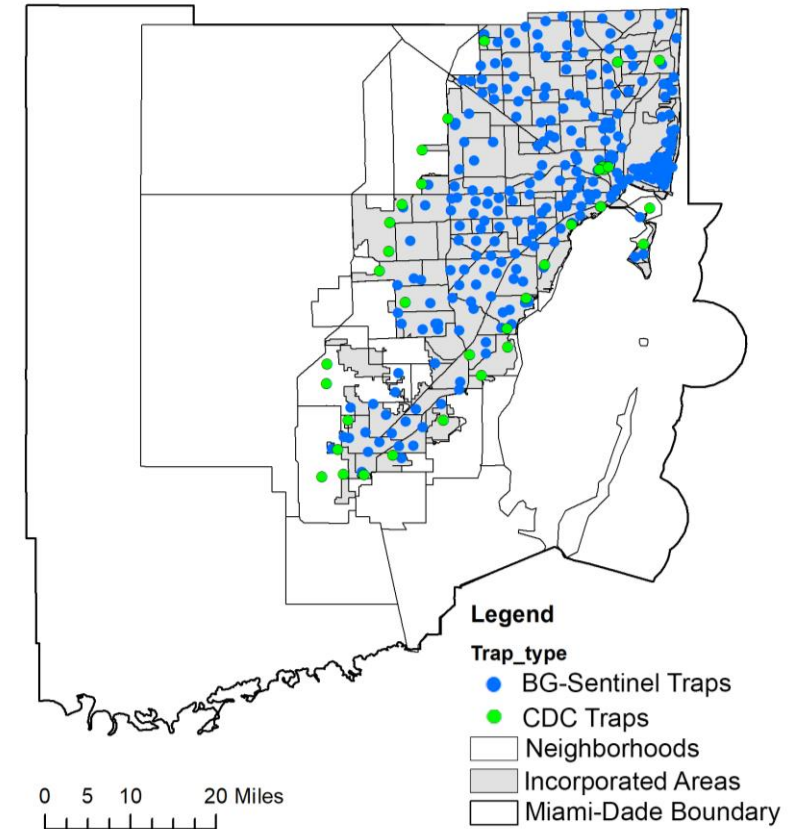 Legend
Trap_type
BG-Sentinel Traps
CDC Traps
Neighborhoods
Incorporated Areas
Miami-Dade Boundary
0 5 10 20 Miles